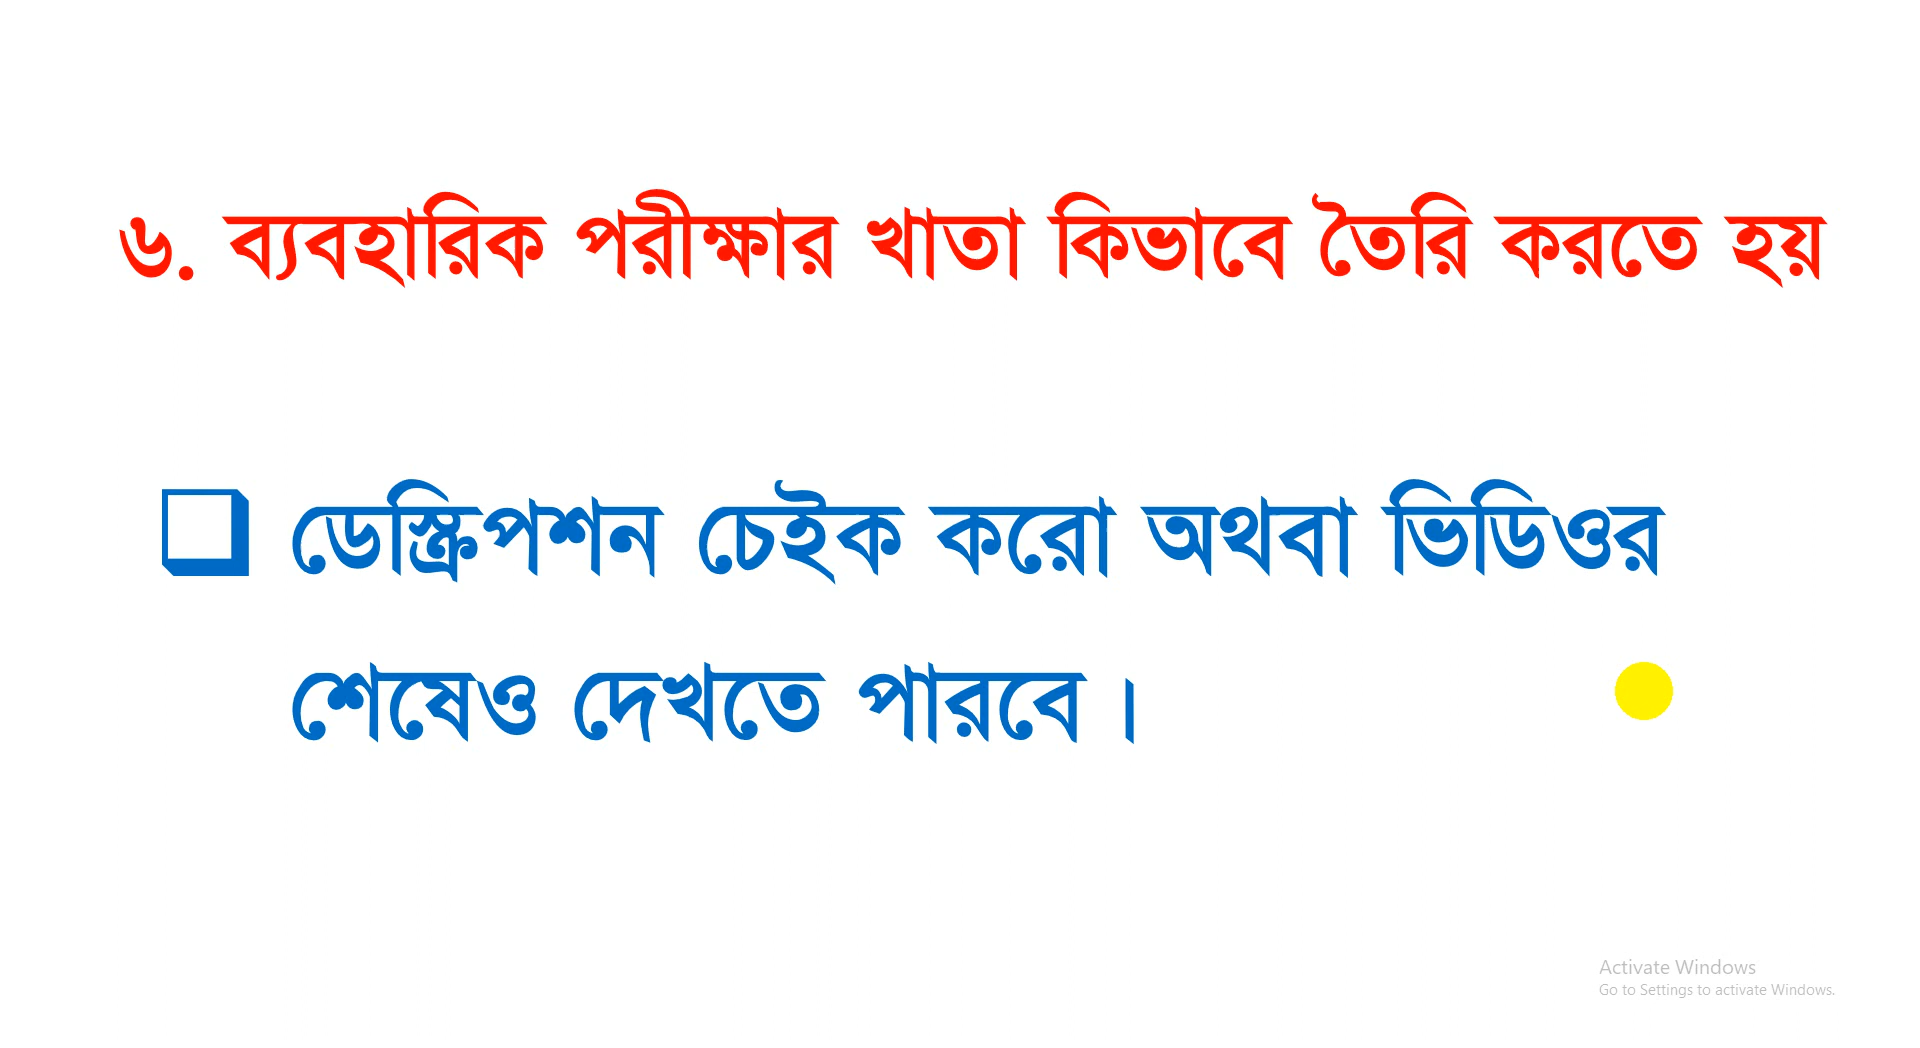 ৬. ব্যবহারিক পরীক্ষার খাতা কিভাবে তৈরি করতে হয়
❑ ডেস্ক্রিপশন চেইক করো অথবা ভিডিওর
শেষেও দেখতে পারবে ।
Activate Windows
Go to Settings to activate Windows.